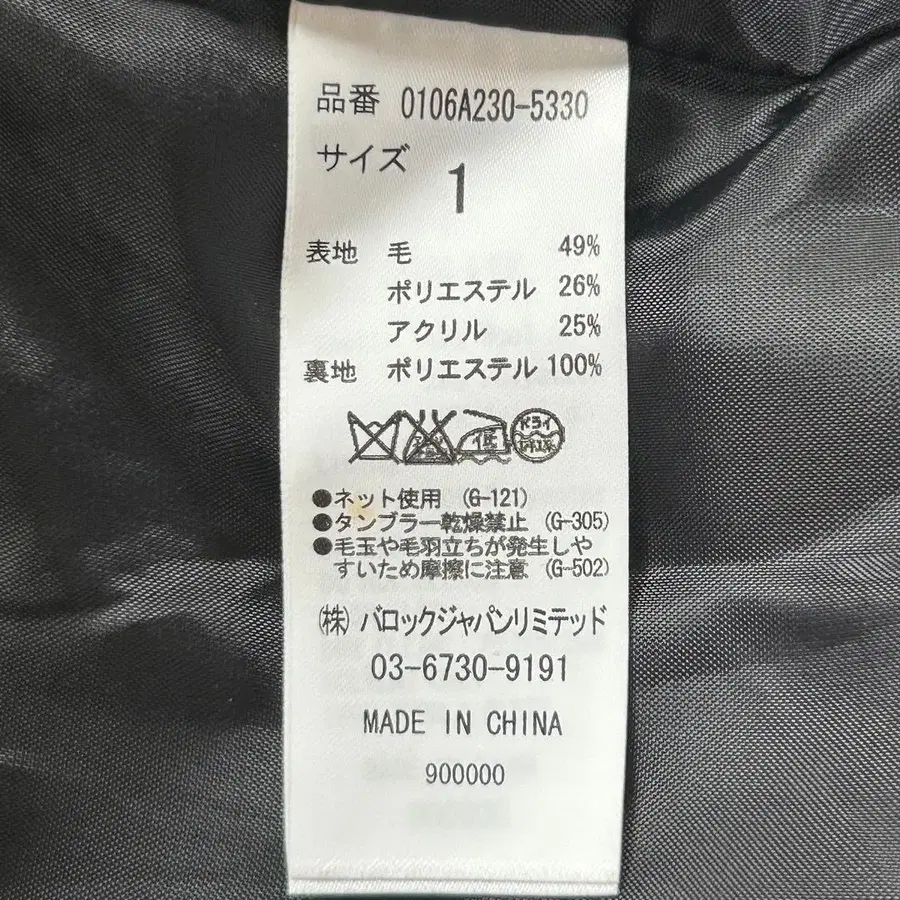 品番 0106A230-5330
サイズ 1
表地 毛 49%
ポリエステル 26%
アクリル 25%
裏地 ポリエステル 100%
低 ドライ
●ネット使用 (G-121)
●タンブラー乾燥禁止 (G-305)
●毛玉や毛羽立ちが発生しや
すいため摩擦に注意 (G-502)
(株) バロックジャパンリミテッド
03-6730-9191
MADE IN CHINA
900000